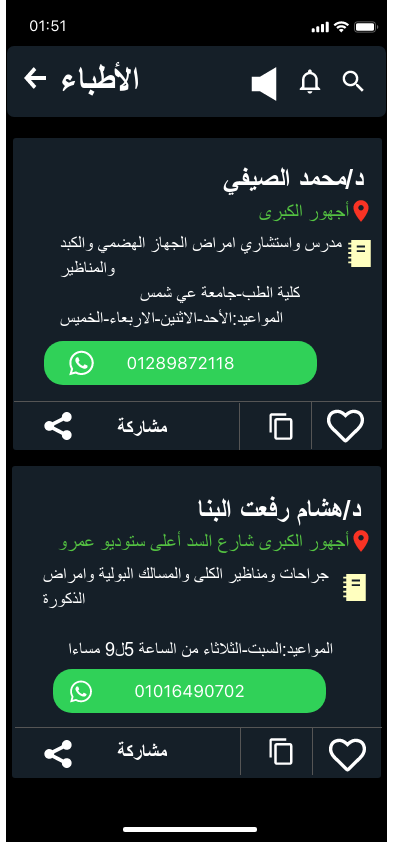 01:51
الأطباء
د/محمد الصيفي
أجهور الكبرى
مدرس واستشاري امراض الجهاز الهضمي والكبد
والمناظير
كلية الطب-جامعة عي شمس
المواعيد:الأحد-الاثنين-الاربعاء-الخميس
01289872118
مشاركة
د/هشام رفعت البنا
أجهور الكبرى شارع السد أعلى ستوديو عمرو
جراحات ومناظير الكلى والمسالك البولية وامراض
الذكورة
المواعيد:السبت-الثلاثاء من الساعة 5ل9 مساءا
01016490702
مشاركة